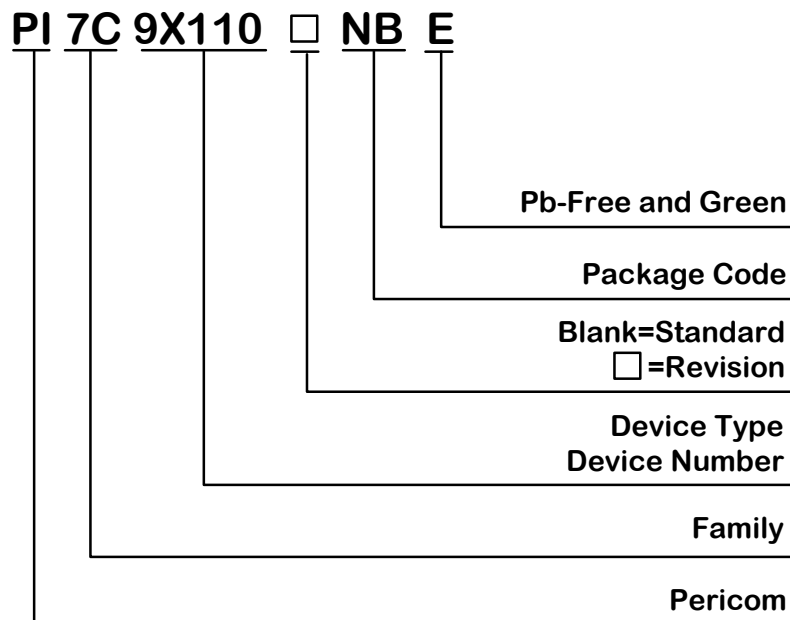 PI 7C 9X110 □ NB E
Pb-Free and Green
Package Code
Blank=Standard
□=Revision
Device Type
Device Number
Family
Pericom